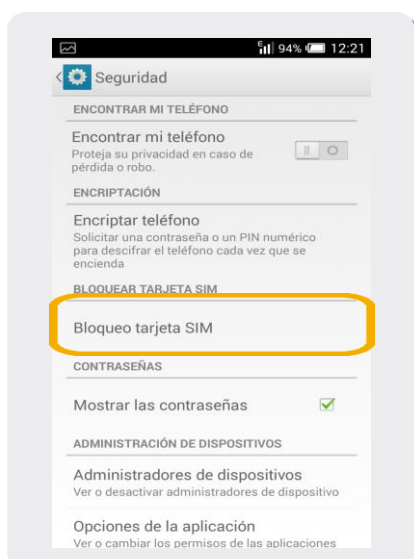 94% 12:21
Seguridad
ENCONTRAR MI TELÉFONO
Encontrar mi teléfono
Proteja su privacidad en caso de
pérdida o robo.
ENCRIPTACIÓN
Encriptar teléfono
Solicitar una contraseña o un PIN numérico
para descifrar el teléfono cada vez que se
encienda
BLOQUEAR TARJETA SIM
Bloqueo tarjeta SIM
CONTRASEÑAS
Mostrar las contraseñas
ADMINISTRACIÓN DE DISPOSITIVOS
Administradores de dispositivos
Ver o desactivar administradores de dispositivo
Opciones de la aplicación
Ver o cambiar los permisos de las aplicaciones